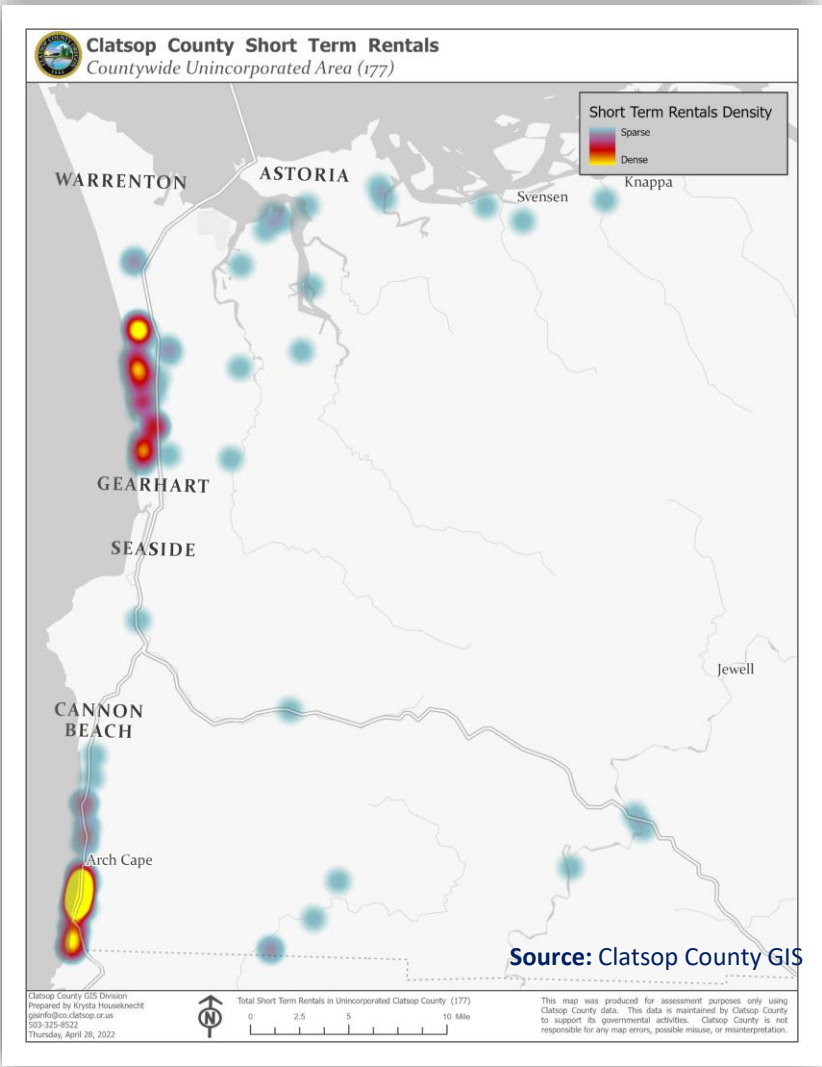 Clatsop County Short Term Rentals
Countywide Unincorporated Area (177)
Short Term Rentals Density
Sparse
Dense
WARRENTON
ASTORIA
Svensen
Knappa
GEARHART
SEASIDE
Jewell
CANNON
BEACH
Arch Cape
Source: Clatsop County GIS
Clatsop County GIS Division
Prepared by Krysta Houseknecht
gisinfo@co.clatsop.or.us
503-325-8522
Thursday, April 28, 2022
N
Total Short Term Rentals in Unincorporated Clatsop County (177)
0 2.5 5 10 Mile
This map was produced for assessment purposes only using
Clatsop County data. This data is maintained by Clatsop County
to support its governmental activities. Clatsop County is not
responsible for any map errors, possible misuse, or misinterpretation.